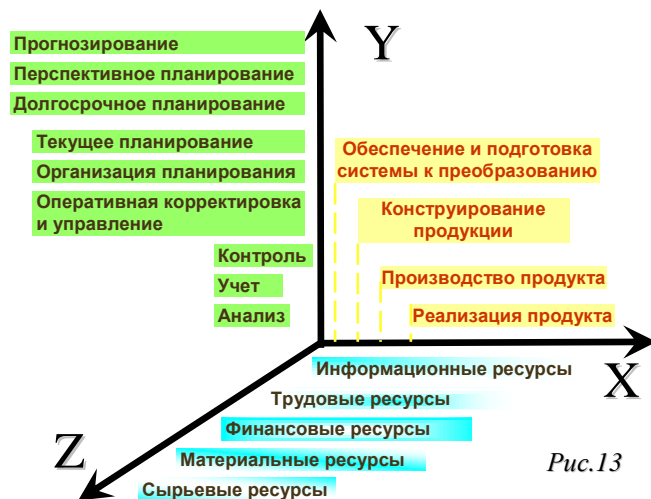 Прогнозирование
Y
Перспективное планирование
Долгосрочное планирование
Текущее планирование
Организация планирования
Оперативная корректировка
и управление
Контроль
Учет
Анализ
Обеспечение и подготовка
системы к преобразованию
Конструирование
продукции
Производство продукта
Реализация продукта
X
Информационные ресурсы
Трудовые ресурсы
Финансовые ресурсы
Материальные ресурсы
Сырьевые ресурсы
Z
Рис.13